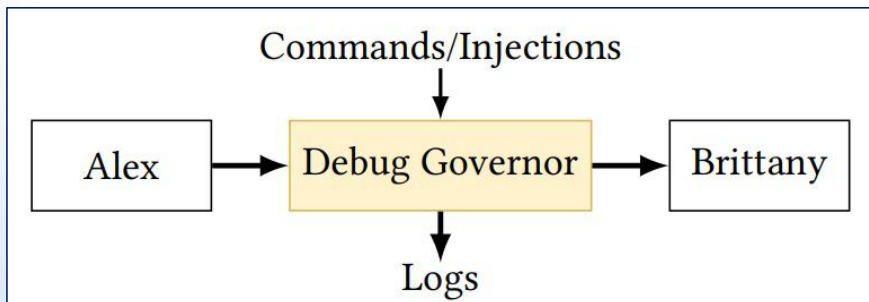 Commands/Injections
Alex
Debug Governor
Brittany
Logs